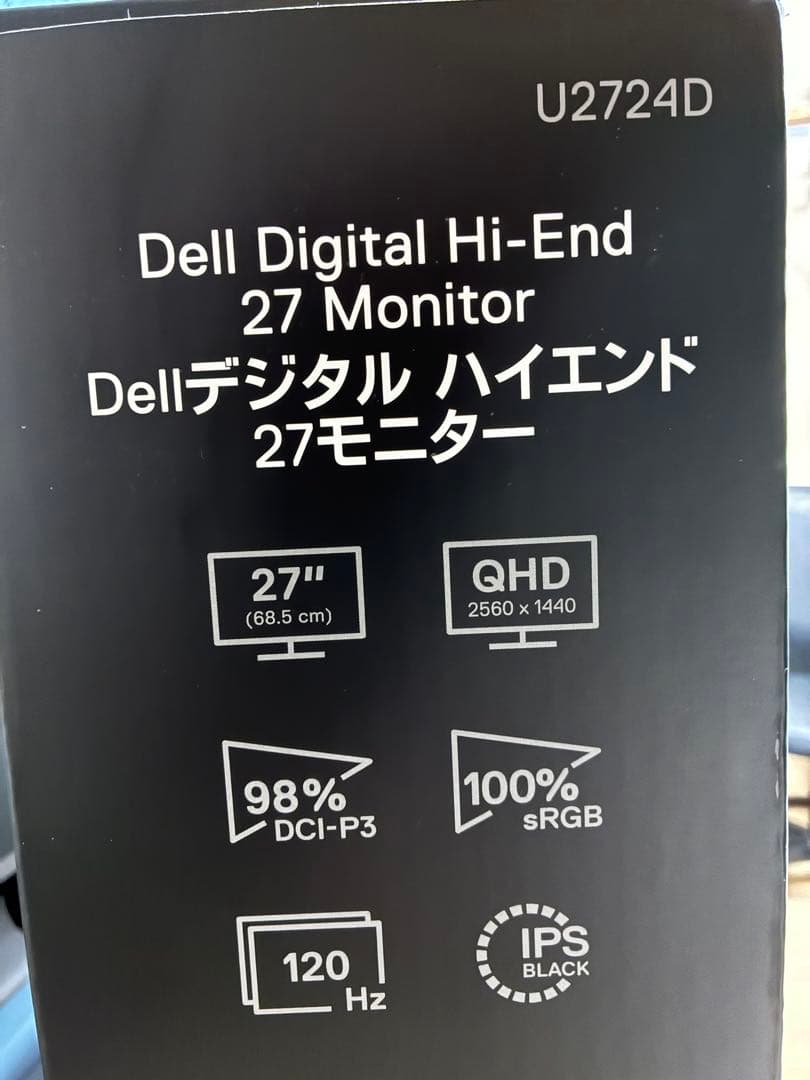 U2724D
Dell Digital Hi-End
27 Monitor
Dellデジタル ハイエンド
27モニター
27"
(68.5 cm)
QHD
2560 x 1440
98%
DCI-P3
100%
sRGB
120
Hz
IPS
BLACK